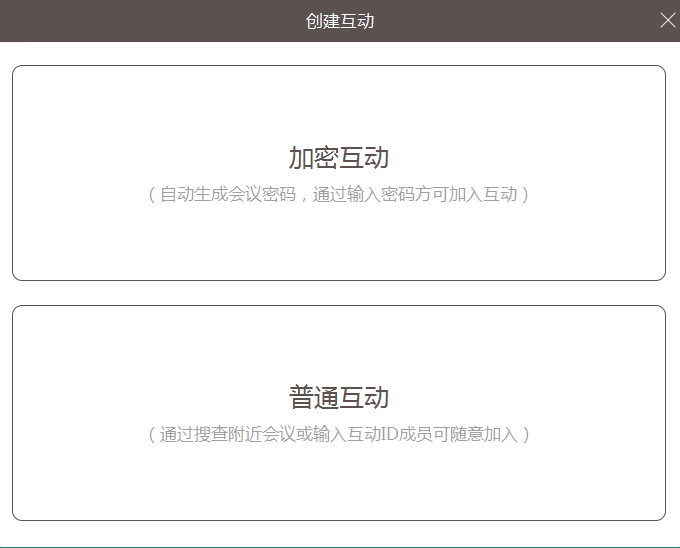 创建互动
加密互动
（自动生成会议密码，通过输入密码方可加入互动）
普通互动
（通过搜查附近会议或输入互动ID成员可随意加入）